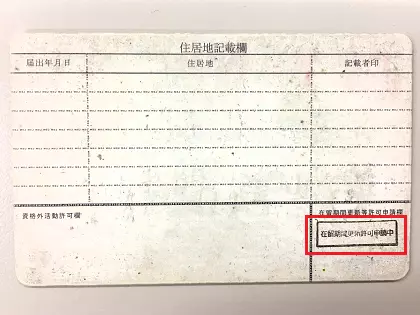 住居地記載欄
届出年月日 住居地 記載者印
資格外活動許可欄 在留期間更新等許可申請欄
在留期間更新許可申請中